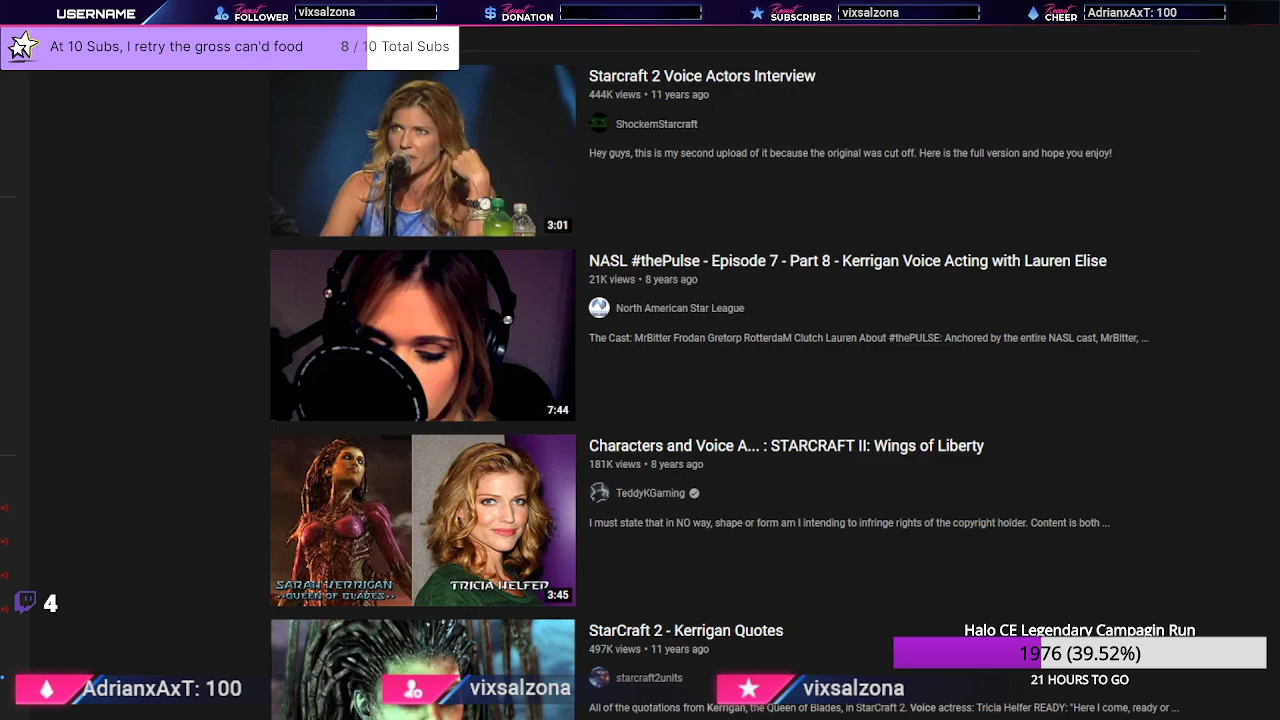 USERNAME
Recent FOLLOWER
vixsalzona
Recent DONATION
Recent SUBSCRIBER
vixsalzona
Recent CHEER
AdrianxAxT: 100
At 10 Subs, I retry the gross can'd food
8 / 10 Total Subs
Starcraft 2 Voice Actors Interview
444K views • 11 years ago
ShockemStarcraft
Hey guys, this is my second upload of it because the original was cut off. Here is the full version and hope you enjoy!
3:01
NASL #thePulse - Episode 7 - Part 8 - Kerrigan Voice Acting with Lauren Elise
21K views • 8 years ago
North American Star League
The Cast: MrBitter Frodan Gretorp RotterdaM Clutch Lauren About #thePULSE: Anchored by the entire NASL cast, MrBitter, ...
7:44
Characters and Voice A... : STARCRAFT II: Wings of Liberty
181K views • 8 years ago
TeddyKGaming
I must state that in NO way, shape or form am I intending to infringe rights of the copyright holder. Content is both ...
SARAH KERRIGAN
--QUEEN OF BLADES--
TRICIA HELFER
3:45
4
StarCraft 2 - Kerrigan Quotes
497K views • 11 years ago
starcraft2units
All of the quotations from Kerrigan, the Queen of Blades, in StarCraft 2. Voice actress: Tricia Helfer READY: "Here I come, ready or ...
Halo CE Legendary Campagin Run
1976 (39.52%)
21 HOURS TO GO
AdrianxAxT: 100
vixsalzona
vixsalzona